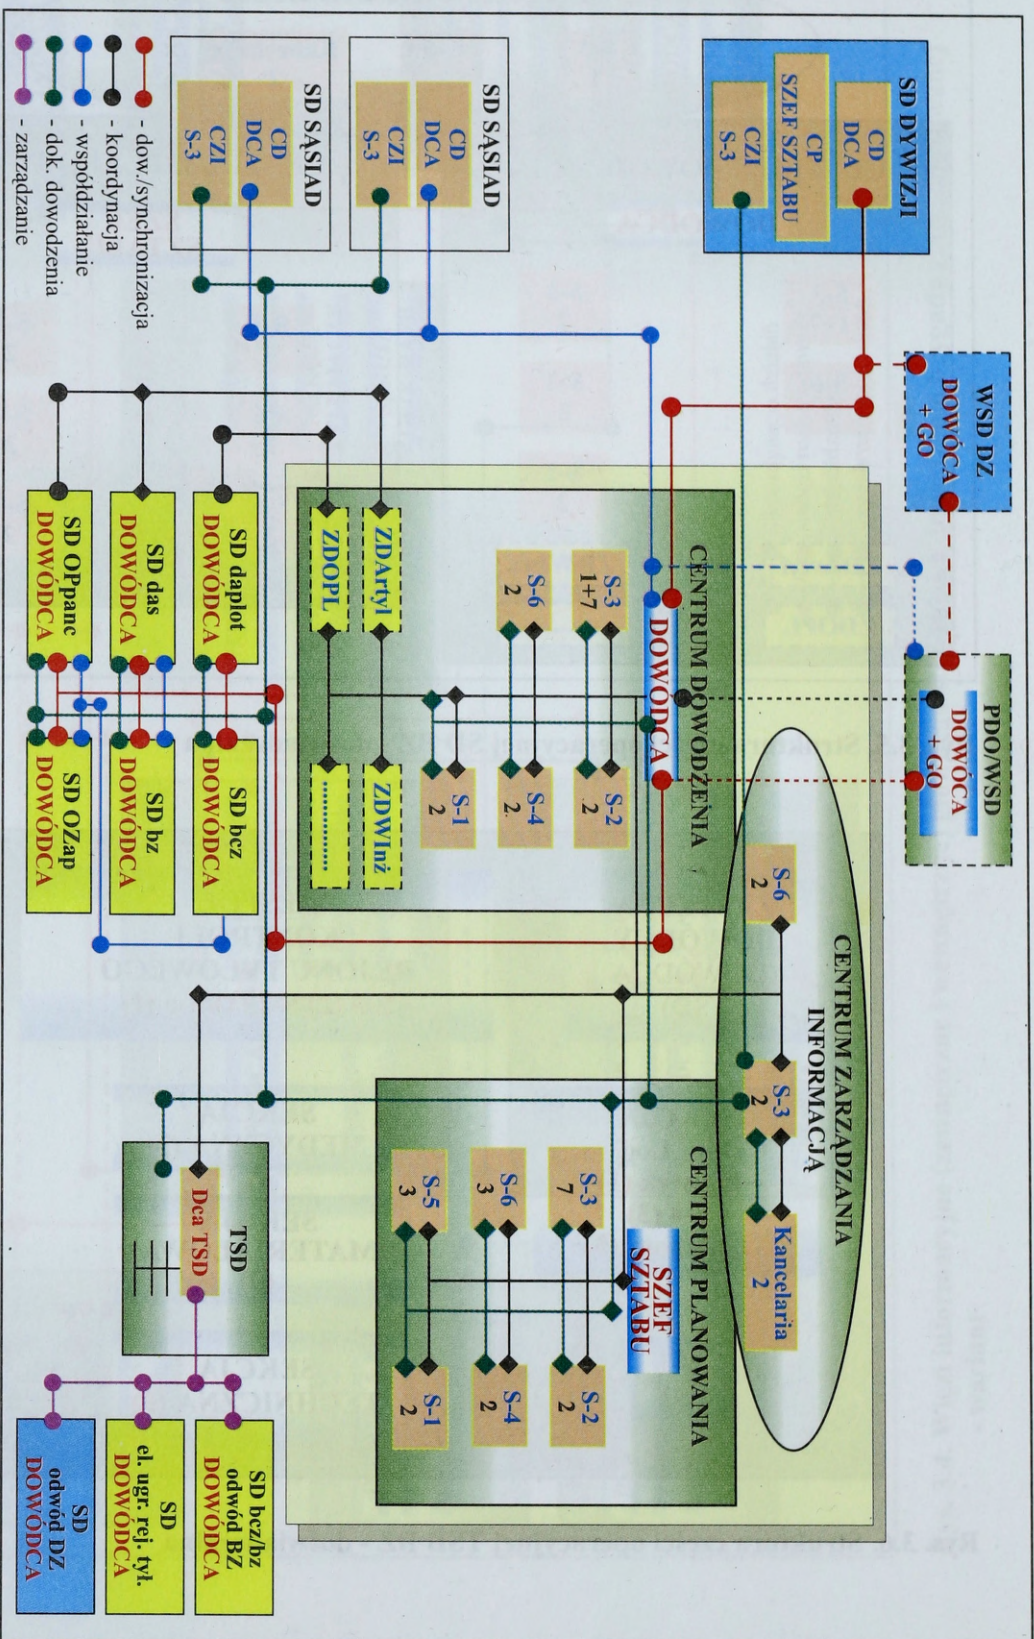 SD DYWIZJI
CD
DCA
CP
SZEF SZTABU
CZI
S-3
WSD DZ
DOWÓCA
+ GO
PDO/WSD
DOWÓCA
+ GO
SD SĄSIAD
CD
DCA
CZI
S-3
SD SĄSIAD
CD
DCA
CZI
S-3
- dow./synchronizacja
- koordynacja
- współdziałanie
- dok. dowodzenia
- zarządzanie
CENTRUM ZARZĄDZANIA
INFORMACJĄ
S-6
2
S-3
2
Kancelaria
2
CENTRUM DOWODZENIA
DOWÓDCA
S-3
1+7
S-2
2
S-6
2
S-4
2
S-1
2
ZDArtyl
ZDWInż
ZDOPL
............
CENTRUM PLANOWANIA
SZEF
SZTABU
S-3
7
S-2
2
S-6
3
S-4
2
S-5
3
S-1
2
SD daplot
DOWÓDCA
SD bcz
DOWÓDCA
SD das
DOWÓDCA
SD bz
DOWÓDCA
SD OPpanc
DOWÓDCA
SD OZap
DOWÓDCA
TSD
Dca TSD
SD bcz/bz
odwód BZ
DOWÓDCA
SD
el. ugr. rej. tył.
DOWÓDCA
SD
odwód DZ
DOWÓDCA